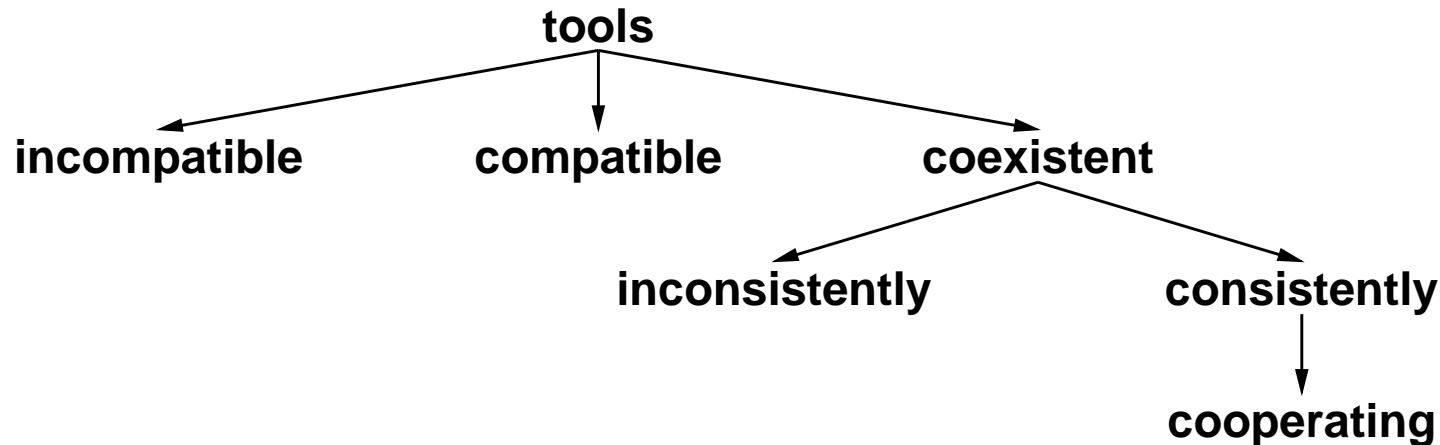 tools
incompatible compatible coexistent
inconsistently consistently
cooperating